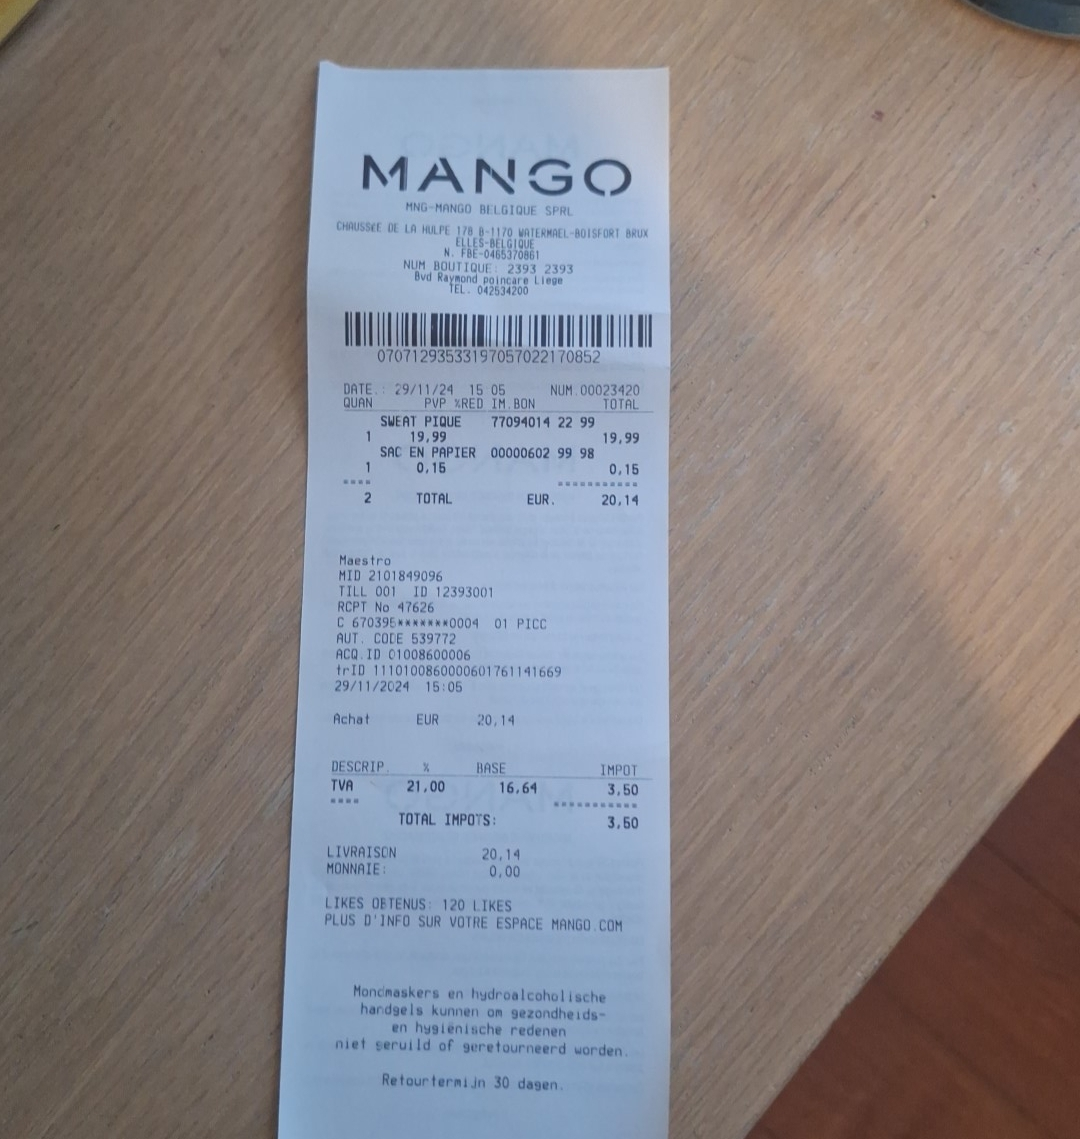 MANGO
MNG-MANGO BELGIQUE SPRL
CHAUSSÉE DE LA HULPE 178 B-1170 WATERMAEL-BOISFORT BRUX
ELLES-BELGIQUE
N. FBE-0465370861
NUM BOUTIQUE: 2393 2393
Bvd Raymond poincare Liege
TEL. 042534200
07071293533197057022170852
DATE.: 29/11/24 15 05 NUM.00023420
QUAN PVP %RED IM.BON TOTAL
SWEAT PIQUE 77094014 22 99
1 19,99 19,99
SAC EN PAPIER 00000602 99 98
1 0,15 0,15
2 TOTAL EUR. 20,14
Maestro
MID 2101849096
TILL 001 ID 12393001
RCPT No 47626
C 670395*******0004 01 PICC
AUT. CODE 539772
ACQ.ID 01008600006
trID 1110100860000601761141669
29/11/2024 15:05
Achat EUR 20,14
DESCRIP. % BASE IMPOT
TVA 21,00 16,64 3,50
TOTAL IMPOTS: 3,50
LIVRAISON 20,14
MONNAIE: 0,00
LIKES OBTENUS: 120 LIKES
PLUS D'INFO SUR VOTRE ESPACE MANGO.COM
Mondmaskers en hydroalcoholische
handgels kunnen om gezondheids-
en hygiënische redenen
niet geruild of geretourneerd worden.
Retourtermijn 30 dagen.